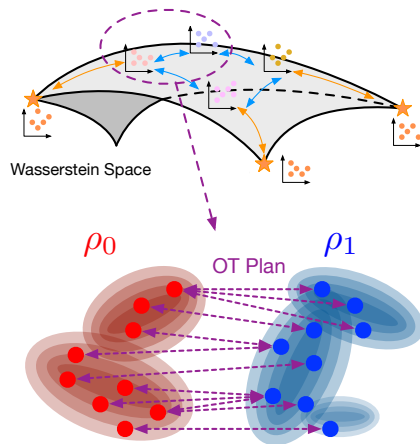 Wasserstein Space
ρ₀
OT Plan
ρ₁